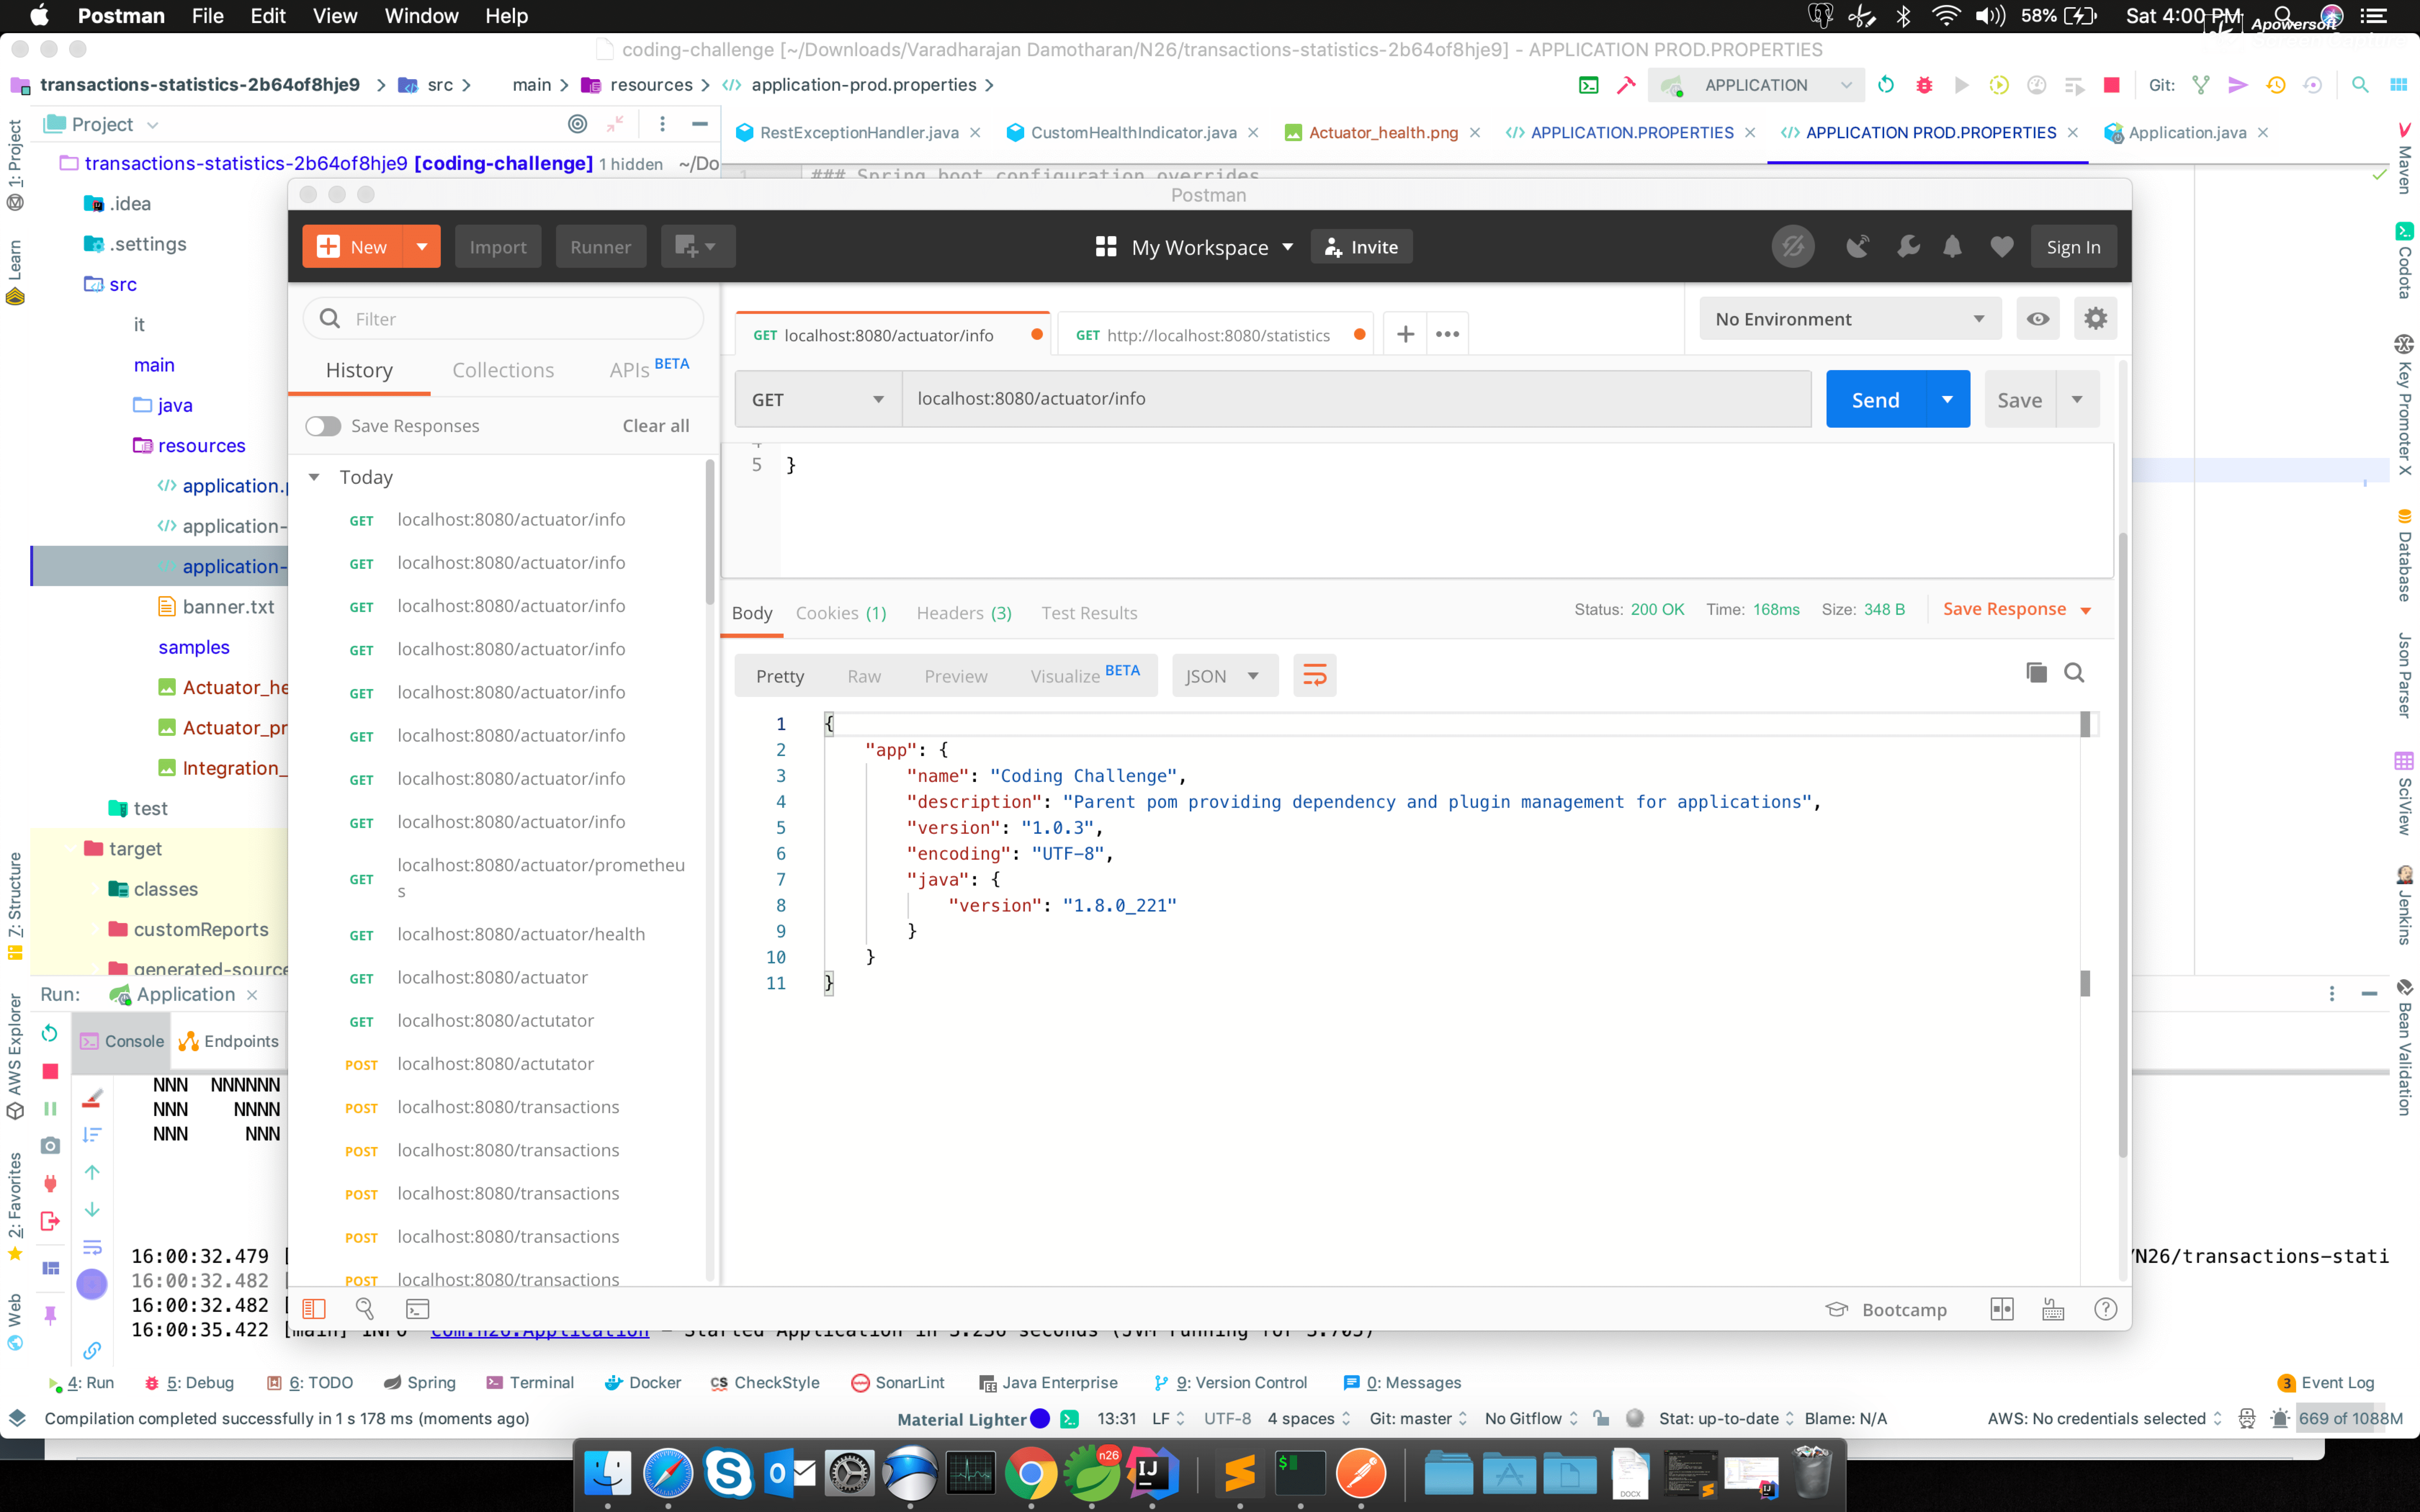 Postman File Edit View Window Help
58% Sat 4:00 PM
Apowersoft
coding-challenge [~/Downloads/Varadharajan Damotharan/N26/transactions-statistics-2b64of8hje9] - APPLICATION PROD.PROPERTIES
transactions-statistics-2b64of8hje9 src main resources application-prod.properties
APPLICATION Git:
Project
RestExceptionHandler.java CustomHealthIndicator.java Actuator_health.png APPLICATION.PROPERTIES APPLICATION PROD.PROPERTIES Application.java
transactions-statistics-2b64of8hje9 [coding-challenge] 1 hidden ~/Do
1 ### Spring boot configuration overrides
.idea
.settings
src
it
main
java
resources
application.
application-
application-
banner.txt
samples
Actuator_he
Actuator_pr
Integration_
test
target
classes
customReports
generated-source
1: Project
Learn
7: Structure
AWS Explorer
2: Favorites
Web
Maven
Codota
Key Promoter X
Database
Json Parser
SciView
Jenkins
Bean Validation
Postman
New Import Runner
My Workspace Invite
Sign In
Filter
History Collections APIs BETA
Save Responses Clear all
Today
GET localhost:8080/actuator/info
GET localhost:8080/actuator/info
GET localhost:8080/actuator/info
GET localhost:8080/actuator/info
GET localhost:8080/actuator/info
GET localhost:8080/actuator/info
GET localhost:8080/actuator/info
GET localhost:8080/actuator/info
GET localhost:8080/actuator/prometheu
s
GET localhost:8080/actuator/health
GET localhost:8080/actuator
GET localhost:8080/actutator
POST localhost:8080/actutator
POST localhost:8080/transactions
POST localhost:8080/transactions
POST localhost:8080/transactions
POST localhost:8080/transactions
POST localhost:8080/transactions
GET localhost:8080/actuator/info GET http://localhost:8080/statistics
No Environment
GET localhost:8080/actuator/info Send Save
5 }
Body Cookies (1) Headers (3) Test Results
Status: 200 OK Time: 168ms Size: 348 B Save Response
Pretty Raw Preview Visualize BETA JSON
1 {
2 "app": {
3 "name": "Coding Challenge",
4 "description": "Parent pom providing dependency and plugin management for applications",
5 "version": "1.0.3",
6 "encoding": "UTF-8",
7 "java": {
8 "version": "1.8.0_221"
9 }
10 }
11 }
Bootcamp
Run: Application
Console Endpoints
NNN NNNNNN
NNN NNNN
NNN NNN
16:00:32.479 [
/N26/transactions-stati
16:00:32.482 [
16:00:32.482 [
16:00:35.422 [main] INFO com.n26.Application - Started Application in 3.236 seconds (JVM running for 3.705)
4: Run 5: Debug 6: TODO Spring Terminal Docker CheckStyle SonarLint Java Enterprise 9: Version Control 0: Messages
3 Event Log
Compilation completed successfully in 1 s 178 ms (moments ago)
Material Lighter 13:31 LF UTF-8 4 spaces Git: master No Gitflow Stat: up-to-date Blame: N/A AWS: No credentials selected 669 of 1088M
n26
IJ
DOCX